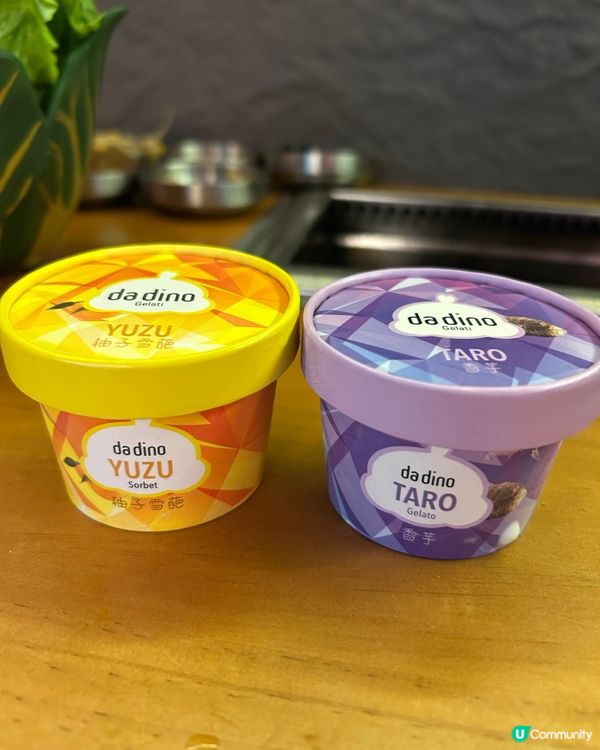 da dino
Gelati
YUZU
柚子雪葩
da dino
YUZU
Sorbet
柚子雪葩
da dino
Gelati
TARO
香芋
da dino
TARO
Gelato
香芋
U Community